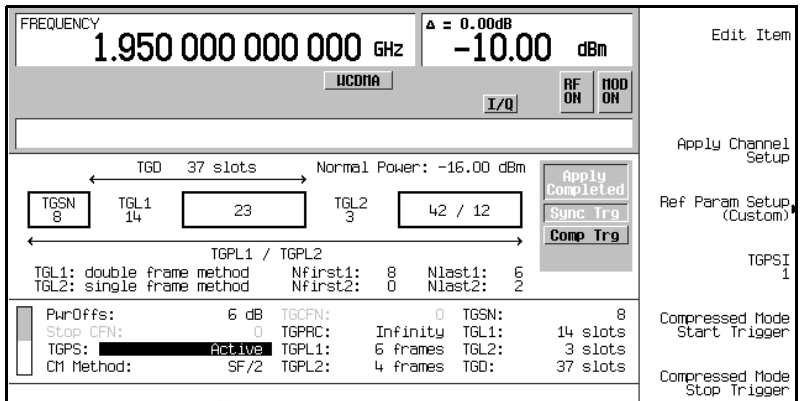 FREQUENCY
1.950 000 000 000 GHz
Δ = 0.00dB
-10.00 dBm
WCDMA
I/Q
RF ON
MOD ON
TGD 37 slots
Normal Power: -16.00 dBm
Apply Completed
Sync Trg
Comp Trg
TGSN 8
TGL1 14
23
TGL2 3
42 / 12
TGPL1 / TGPL2
TGL1: double frame method Nfirst1: 8 Nlast1: 6
TGL2: single frame method Nfirst2: 0 Nlast2: 2
PwrOffs: 6 dB TGCFN: 0 TGSN: 8
Stop CFN: 0 TGPRC: Infinity TGL1: 14 slots
TGPS: Active TGPL1: 6 frames TGL2: 3 slots
CM Method: SF/2 TGPL2: 4 frames TGD: 37 slots
Edit Item
Apply Channel
Setup
Ref Param Setup
(Custom)
TGPSI
1
Compressed Mode
Start Trigger
Compressed Mode
Stop Trigger